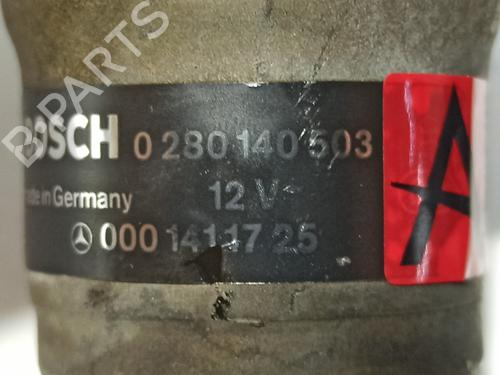 BOSCH 0 280 140 503
made in Germany 12 V
000 141 17 25
A
B-PARTS